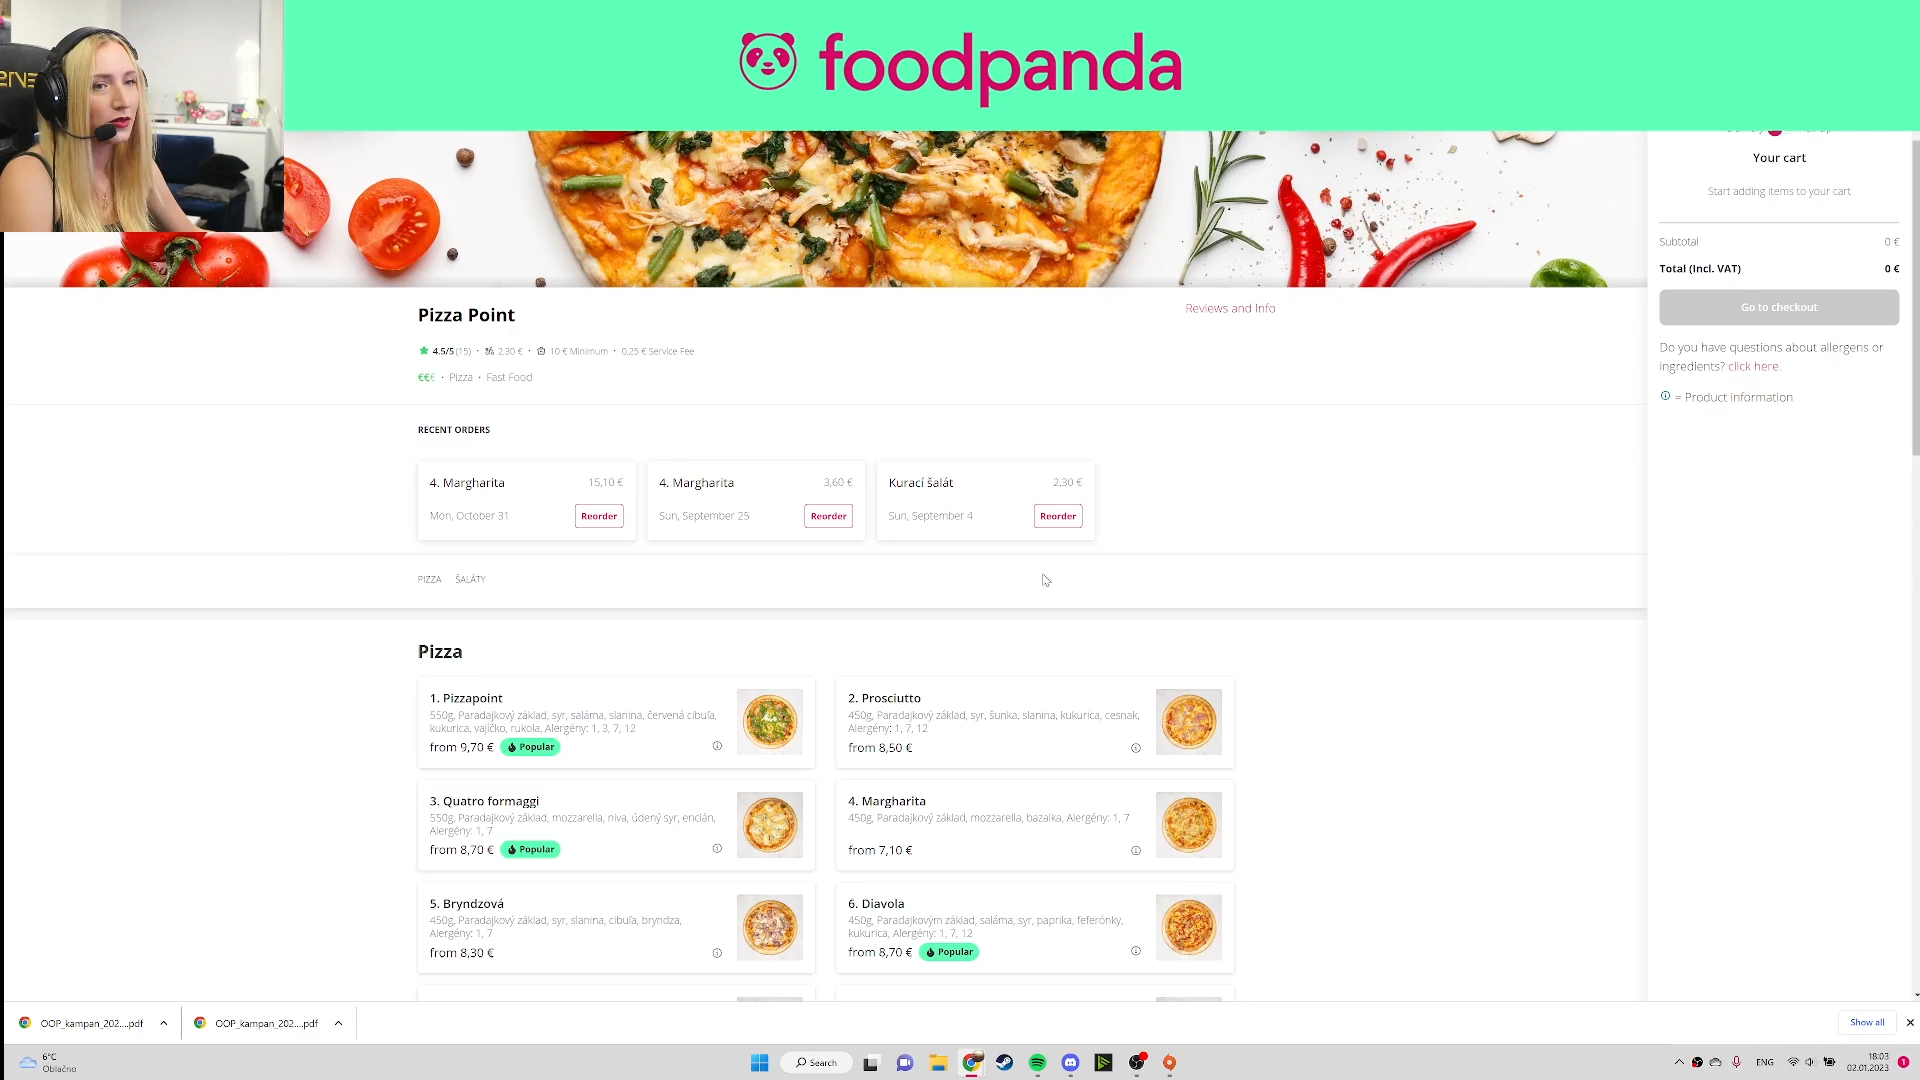 foodpanda
Your cart
Start adding items to your cart
Subtotal 0 €
Total (Incl. VAT) 0 €
Go to checkout
Do you have questions about allergens or
ingredients? click here.
= Product information
Pizza Point
Reviews and Info
4.5/5 (15) · 2,30 € · 10 € Minimum · 0,25 € Service Fee
€€€ · Pizza · Fast Food
RECENT ORDERS
4. Margharita 15,10 €
Mon, October 31 Reorder
4. Margharita 3,60 €
Sun, September 25 Reorder
Kurací šalát 2,30 €
Sun, September 4 Reorder
PIZZA ŠALÁTY
Pizza
1. Pizzapoint
550g, Paradajkový základ, syr, saláma, slanina, červená cibuľa,
kukurica, vajíčko, rukola, Alergény: 1, 3, 7, 12
from 9,70 € Popular
2. Prosciutto
450g, Paradajkový základ, syr, šunka, slanina, kukurica, cesnak,
Alergény: 1, 7, 12
from 8,50 €
3. Quatro formaggi
550g, Paradajkový základ, mozzarella, niva, údený syr, encián,
Alergény: 1, 7
from 8,70 € Popular
4. Margharita
450g, Paradajkový základ, mozzarella, bazalka, Alergény: 1, 7
from 7,10 €
5. Bryndzová
450g, Paradajkový základ, syr, slanina, cibuľa, bryndza,
Alergény: 1, 7
from 8,30 €
6. Diavola
450g, Paradajkovým základ, saláma, syr, paprika, feferónky,
kukurica, Alergény: 1, 7, 12
from 8,70 € Popular
OOP_kampan_202....pdf
OOP_kampan_202....pdf
Show all
6°C
Oblačno
Search
ENG
18:03
02.01.2023
1